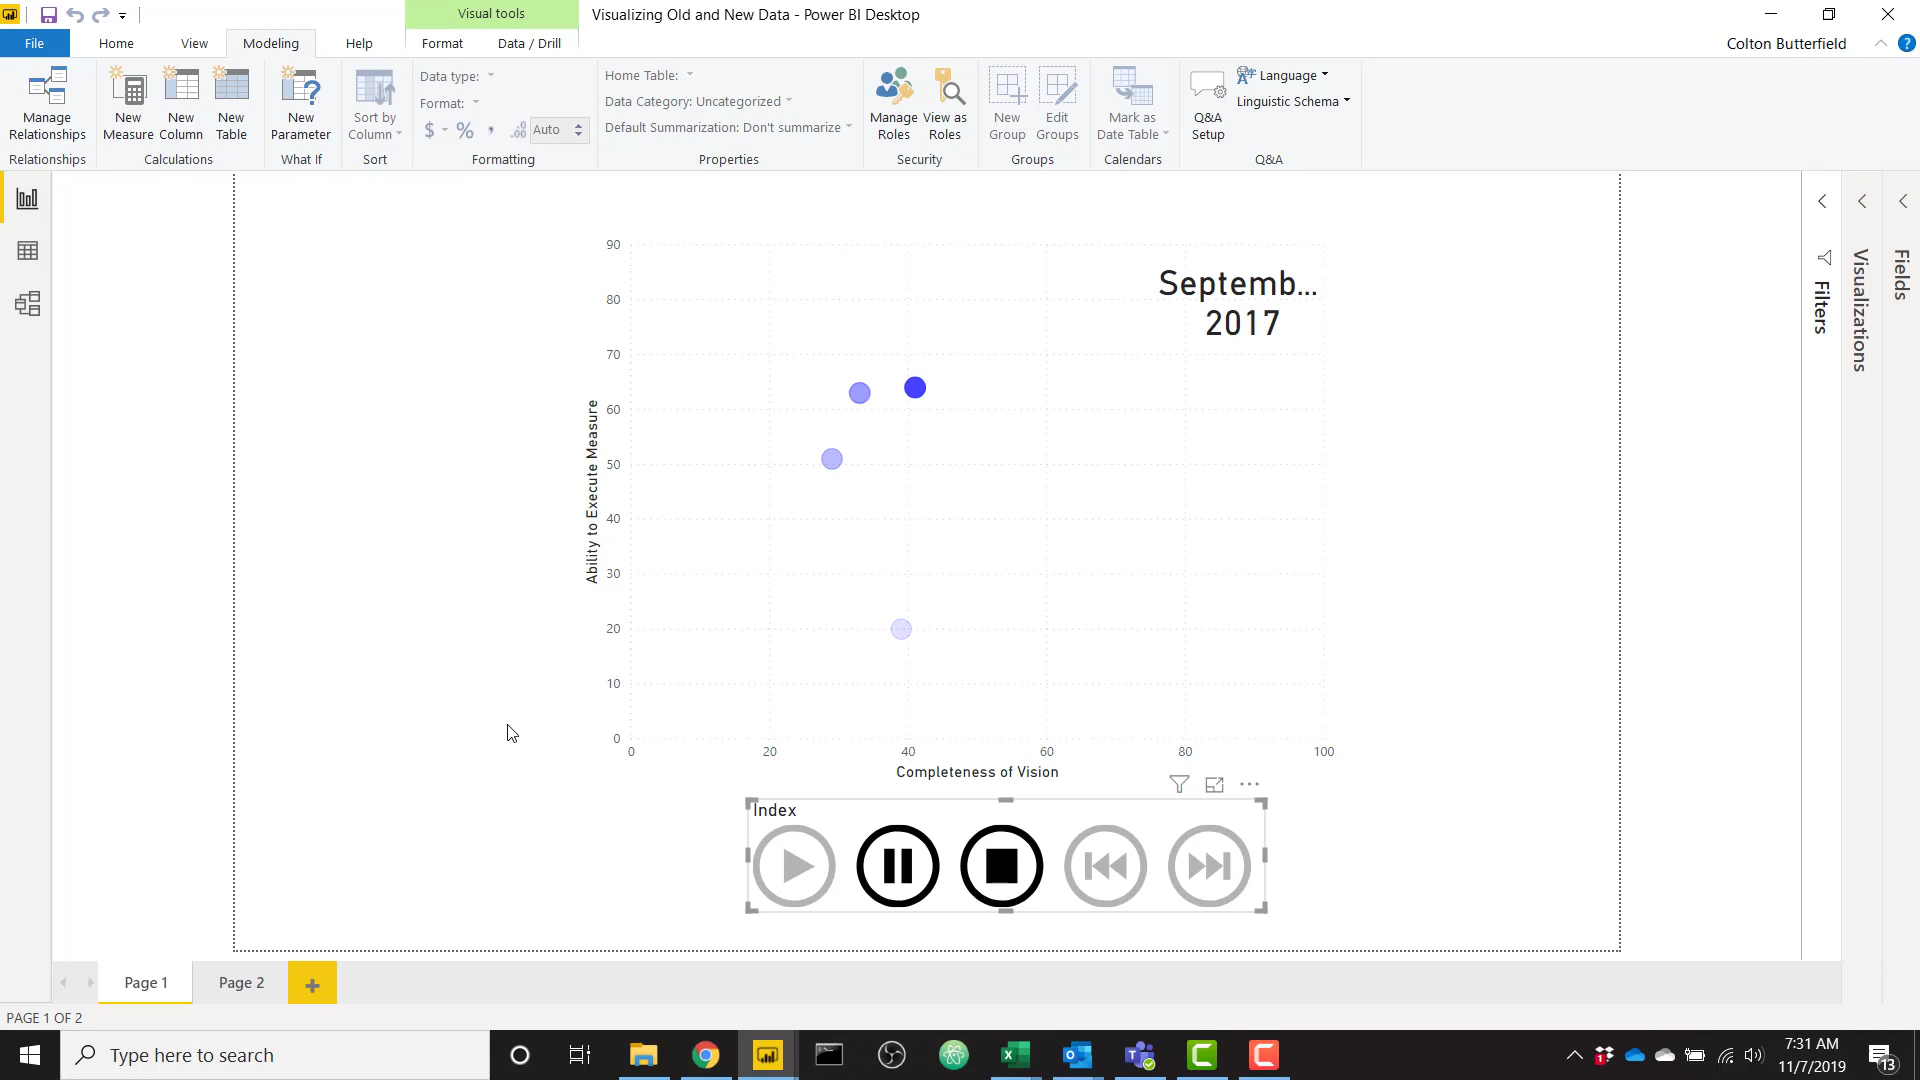 Visual tools
Visualizing Old and New Data - Power BI Desktop
File Home View Modeling Help Format Data / Drill
Colton Butterfield
Manage Relationships
New Measure
New Column
New Table
New Parameter
Sort by Column
Data type:
Format:
$ % , .00 Auto
Home Table:
Data Category: Uncategorized
Default Summarization: Don't summarize
Manage Roles
View as Roles
New Group
Edit Groups
Mark as Date Table
Q&A Setup
Language
Linguistic Schema
Relationships Calculations What If Sort Formatting Properties Security Groups Calendars Q&A
Filters
Visualizations
Fields
Septemb...
2017
90
80
70
60
50
40
30
20
10
0
Ability to Execute Measure
0 20 40 60 80 100
Completeness of Vision
Index
Page 1 Page 2 +
PAGE 1 OF 2
Type here to search
7:31 AM
11/7/2019
13